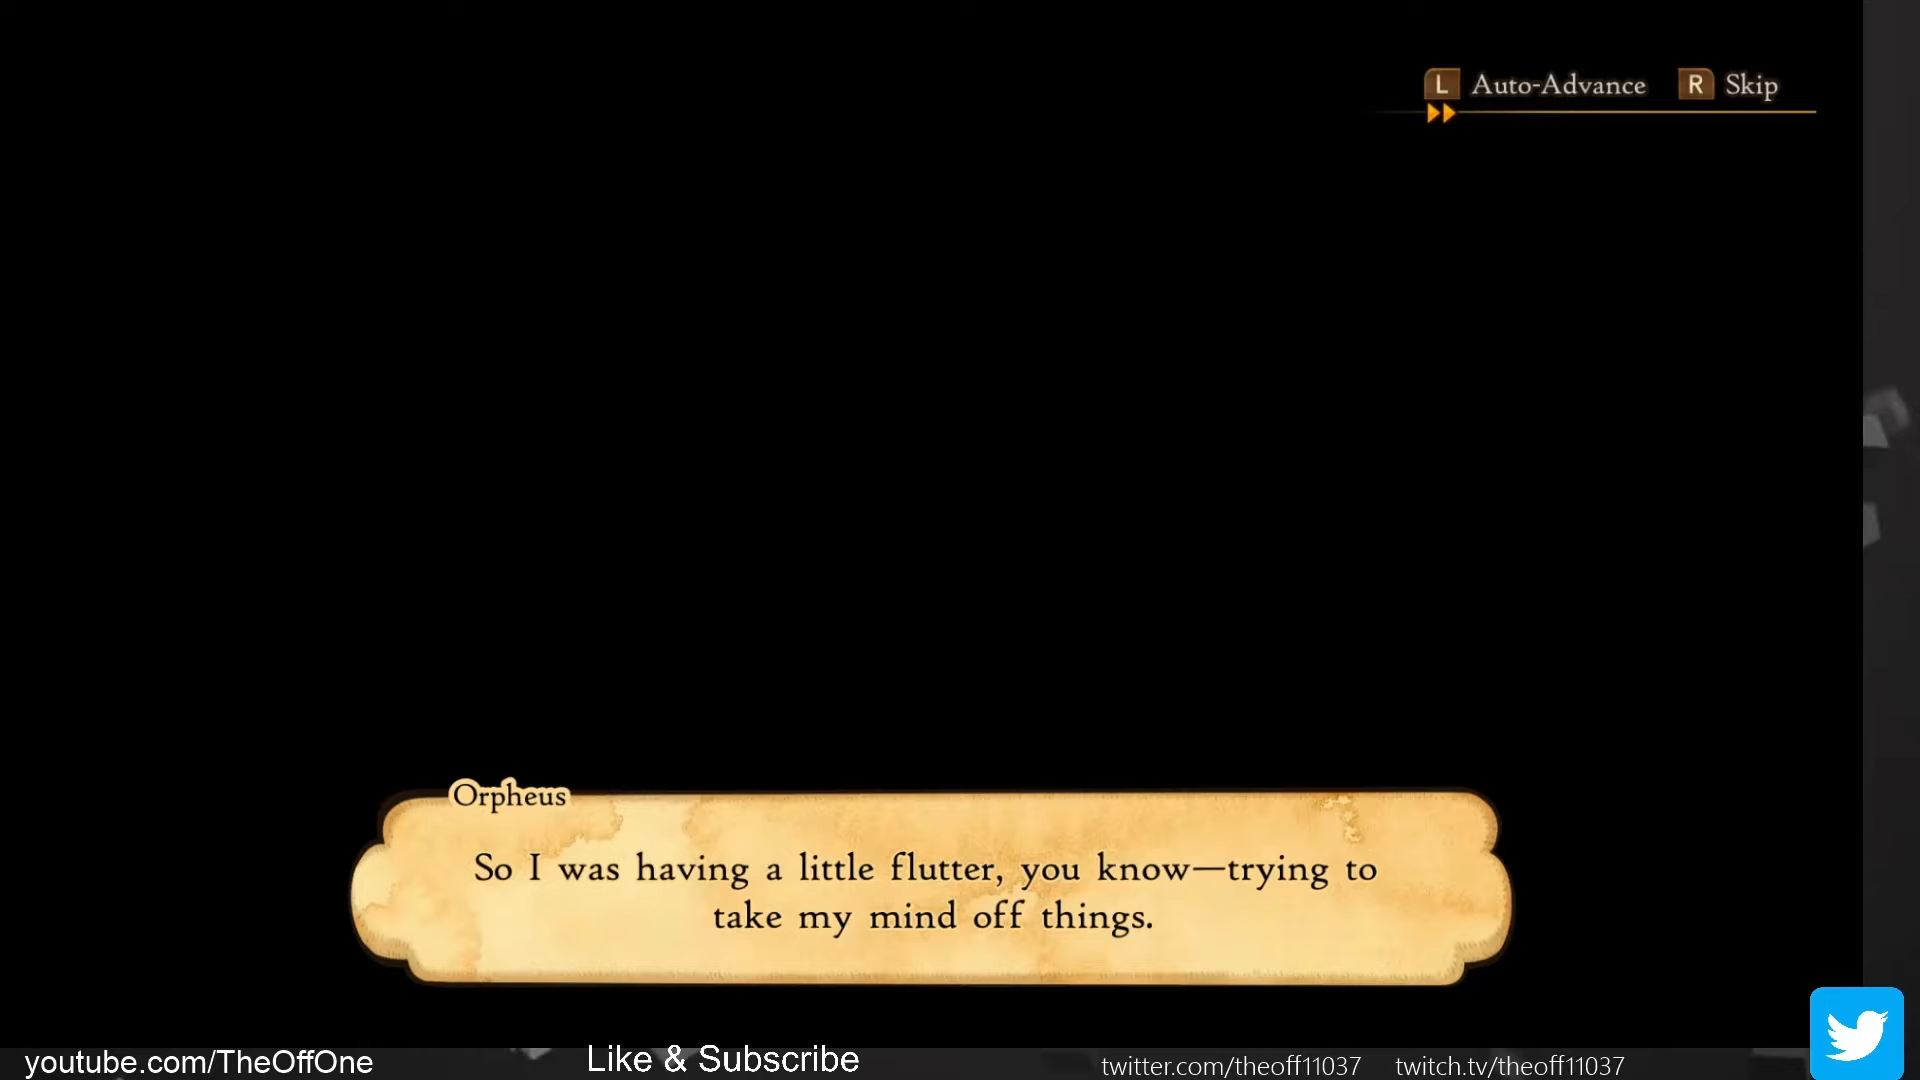 L Auto-Advance R Skip
Orpheus
So I was having a little flutter, you know—trying to
take my mind off things.
youtube.com/TheOffOne Like & Subscribe twitter.com/theoff11037 twitch.tv/theoff11037